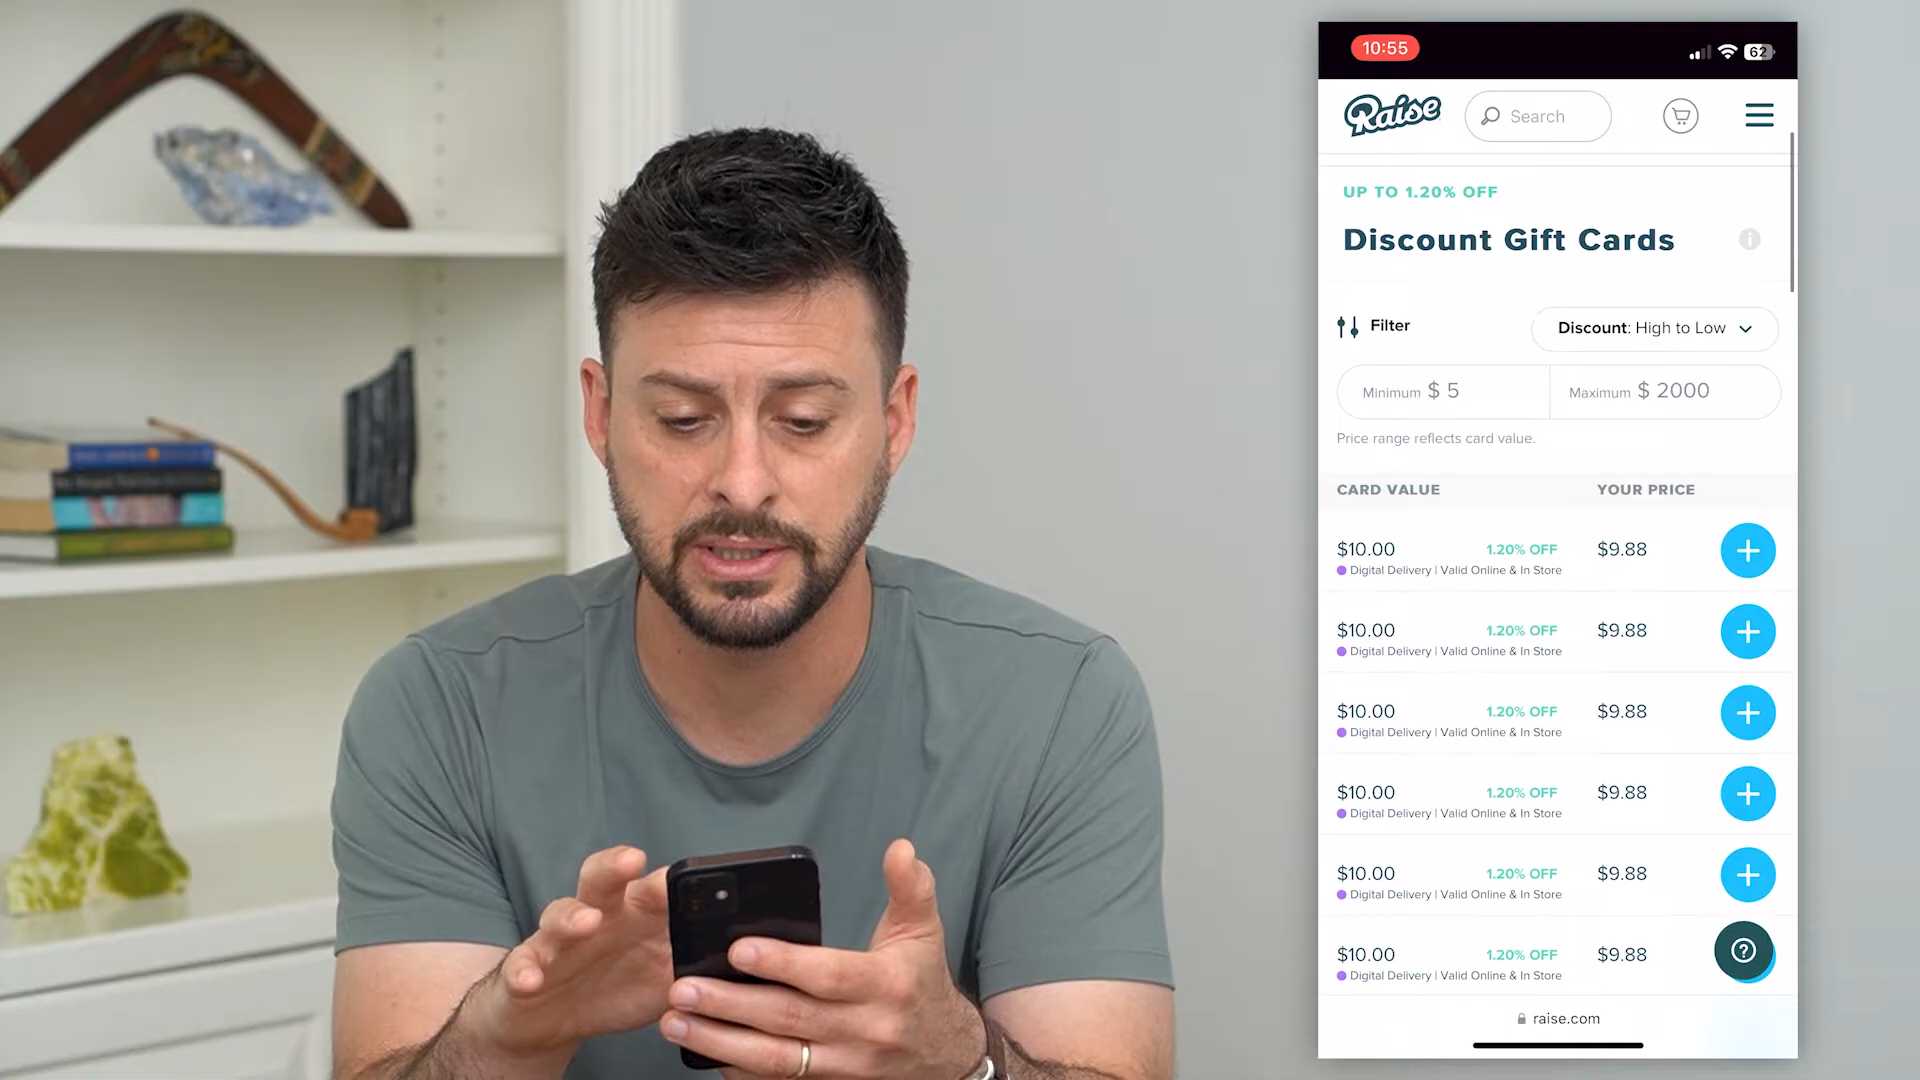 10:55
62
Raise
Search
UP TO 1.20% OFF
Discount Gift Cards
Filter
Discount: High to Low
Minimum $ 5
Maximum $ 2000
Price range reflects card value.
CARD VALUE YOUR PRICE
$10.00 1.20% OFF $9.88
Digital Delivery | Valid Online & In Store
$10.00 1.20% OFF $9.88
Digital Delivery | Valid Online & In Store
$10.00 1.20% OFF $9.88
Digital Delivery | Valid Online & In Store
$10.00 1.20% OFF $9.88
Digital Delivery | Valid Online & In Store
$10.00 1.20% OFF $9.88
Digital Delivery | Valid Online & In Store
$10.00 1.20% OFF $9.88
Digital Delivery | Valid Online & In Store
raise.com